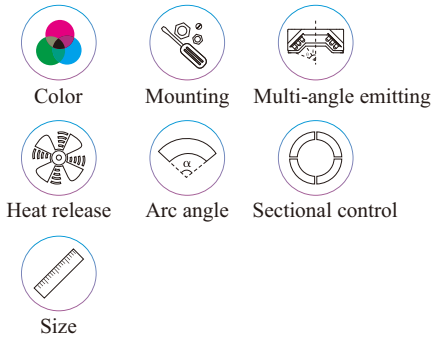 Color
Mounting
Multi-angle emitting
α
Heat release
Arc angle
Sectional control
Size